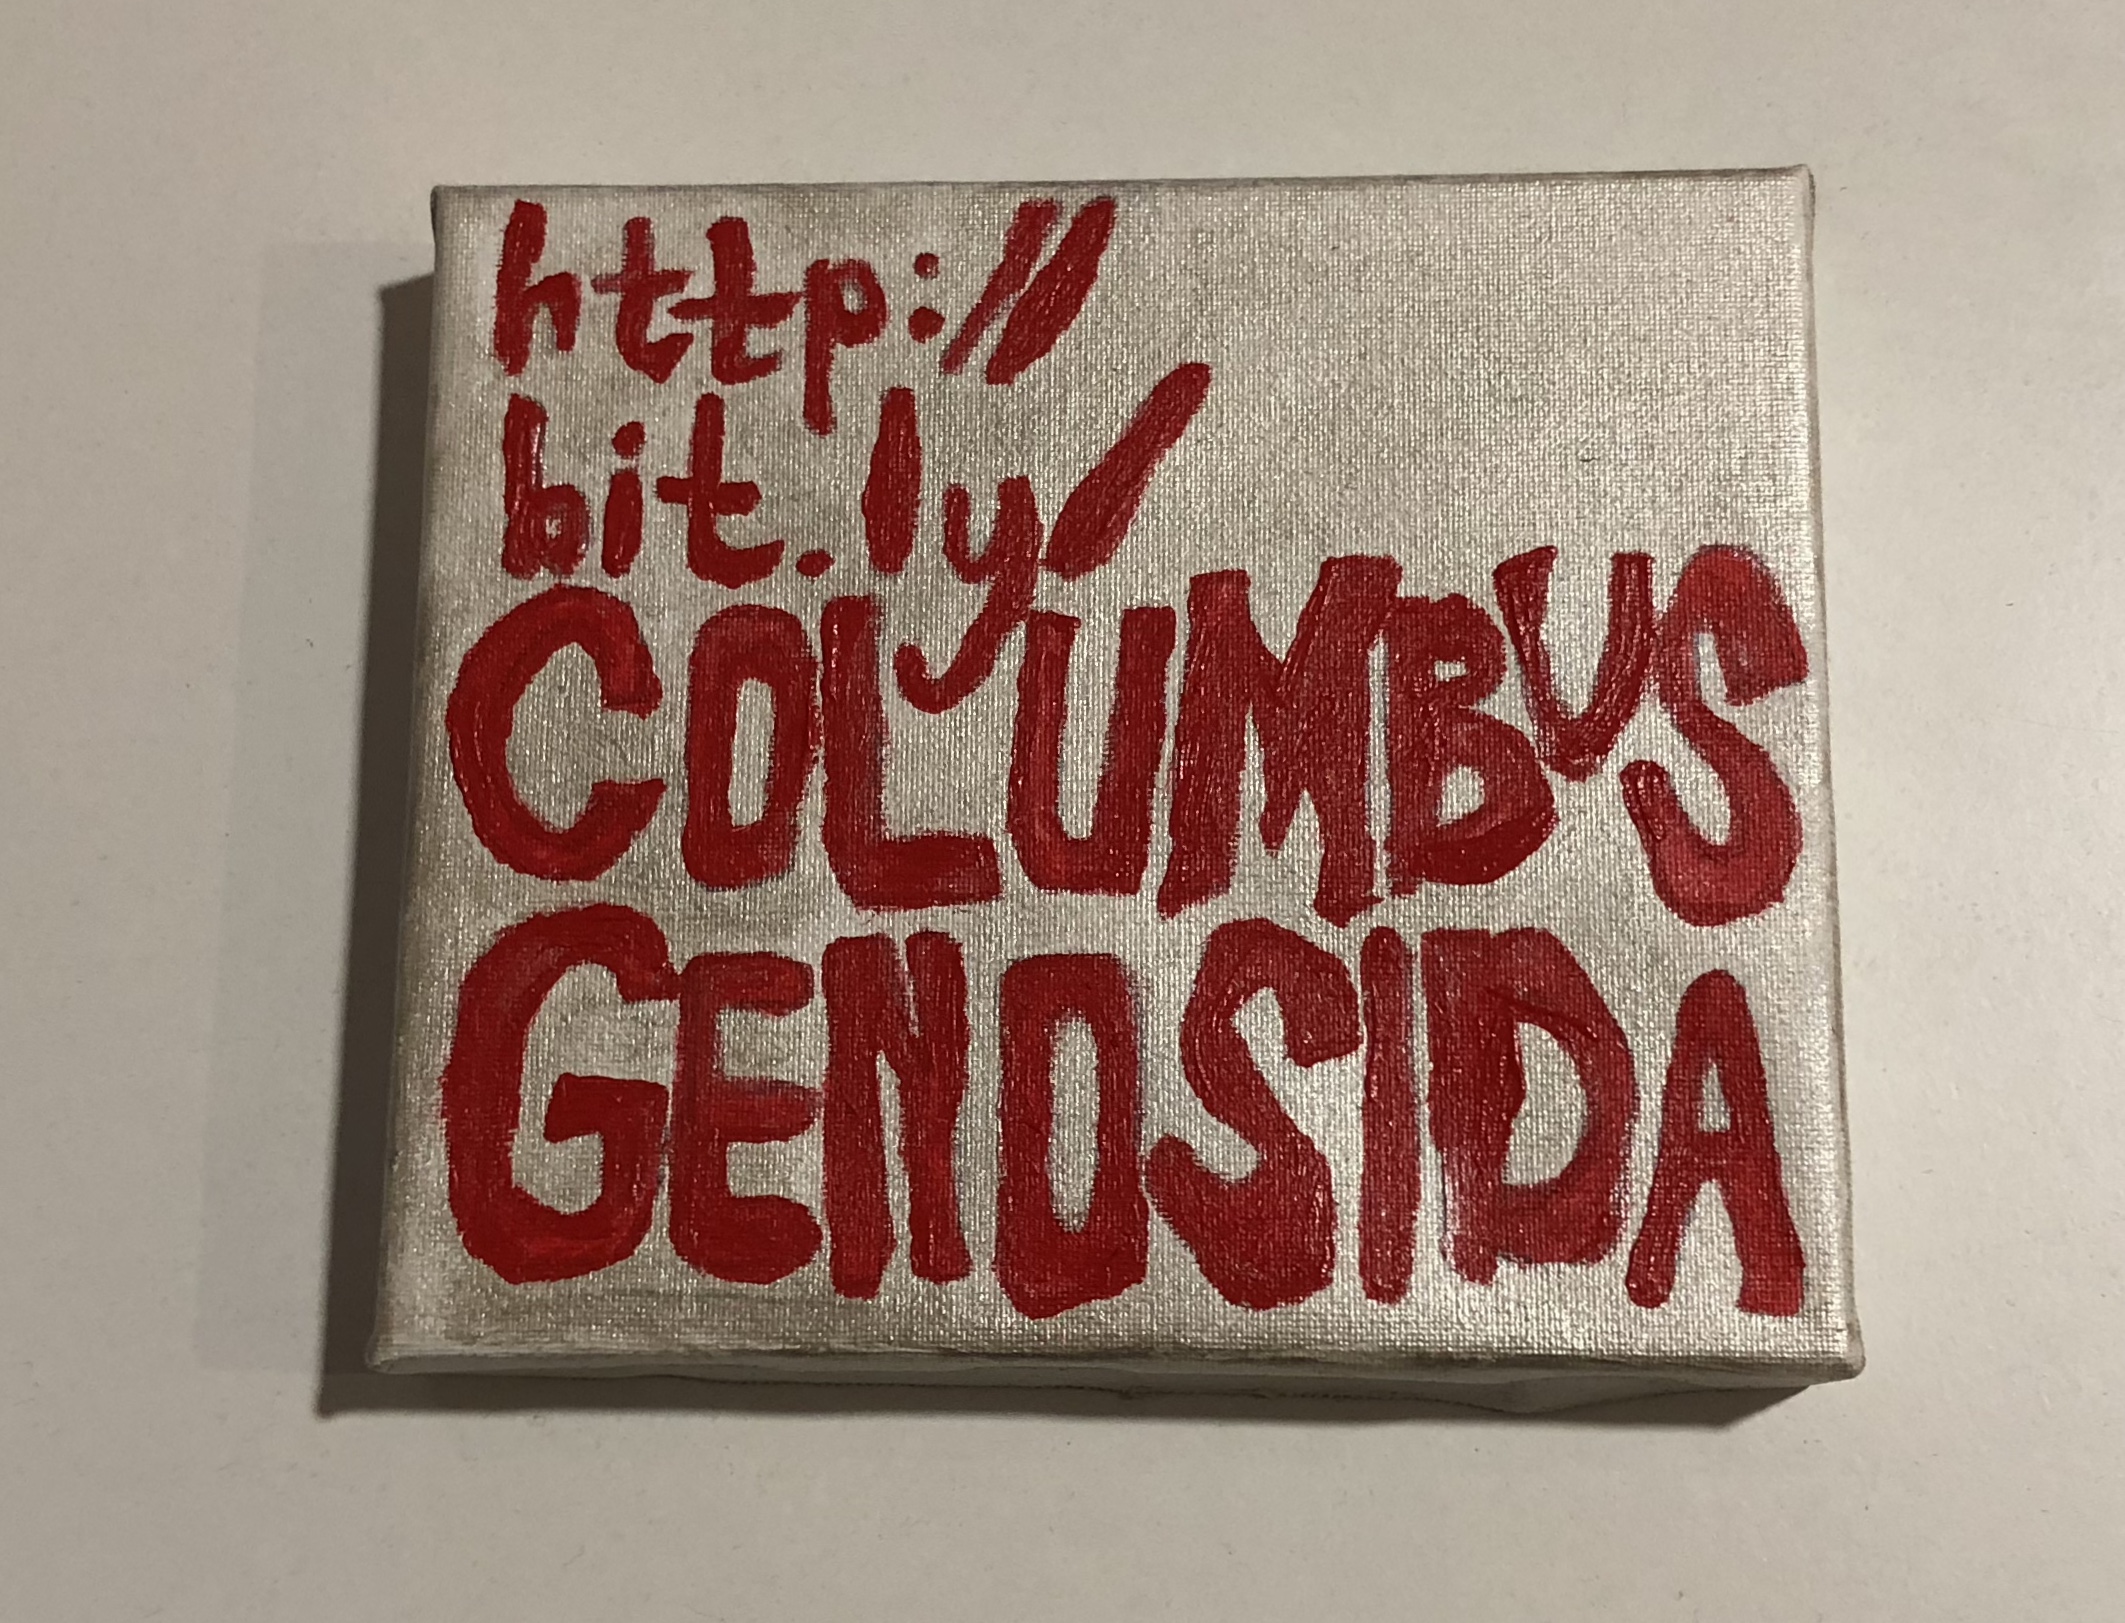 http://
bit.ly/
COLUMBUS
GENOSIDA